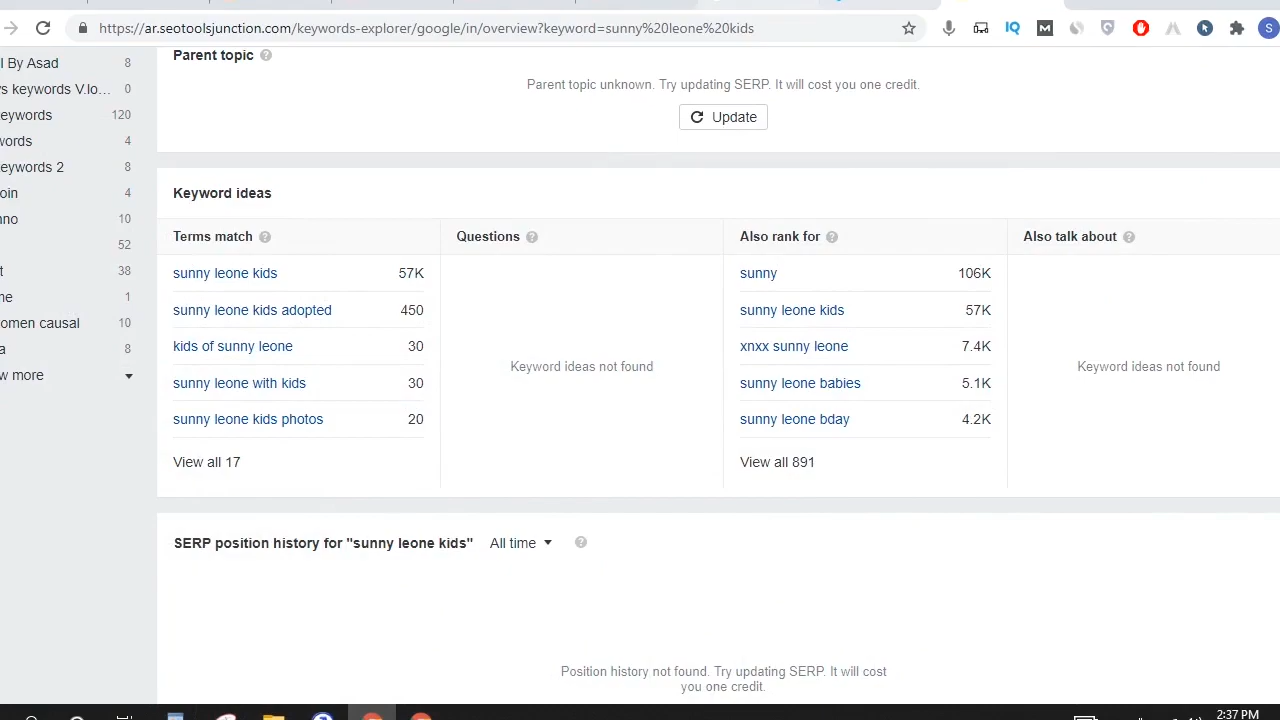 https://ar.seotoolsjunction.com/keywords-explorer/google/in/overview?keyword=sunny%20leone%20kids
IQ
M
S
l By Asad 8
ys keywords V.lo... 0
eywords 120
words 4
eywords 2 8
oin 4
nno 10
52
t 38
ne 1
omen causal 10
a 8
w more
Parent topic
Parent topic unknown. Try updating SERP. It will cost you one credit.
Update
Keyword ideas
Terms match
sunny leone kids 57K
sunny leone kids adopted 450
kids of sunny leone 30
sunny leone with kids 30
sunny leone kids photos 20
View all 17
Questions
Keyword ideas not found
Also rank for
sunny 106K
sunny leone kids 57K
xnxx sunny leone 7.4K
sunny leone babies 5.1K
sunny leone bday 4.2K
View all 891
Also talk about
Keyword ideas not found
SERP position history for "sunny leone kids" All time
Position history not found. Try updating SERP. It will cost
you one credit.
2:37 PM